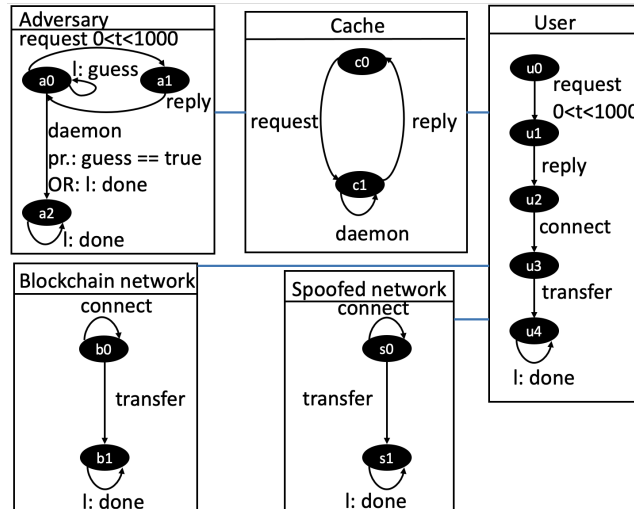 Adversary
request 0<t<1000
a0
l: guess
a1
reply
daemon
pr.: guess == true
OR: l: done
a2
l: done
Cache
c0
request
reply
c1
daemon
User
u0
request
0<t<1000
u1
reply
u2
connect
u3
transfer
u4
l: done
Blockchain network
connect
b0
transfer
b1
l: done
Spoofed network
connect
s0
transfer
s1
l: done